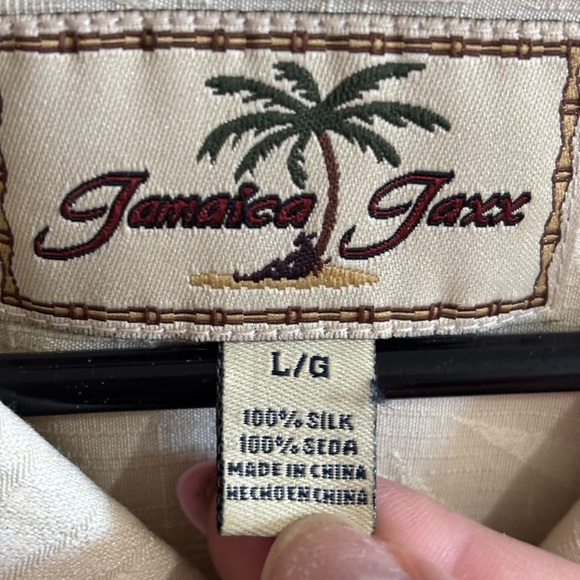 Jamaica Jaxx
L/G
100% SILK
100% SEDA
MADE IN CHINA
HECHO EN CHINA